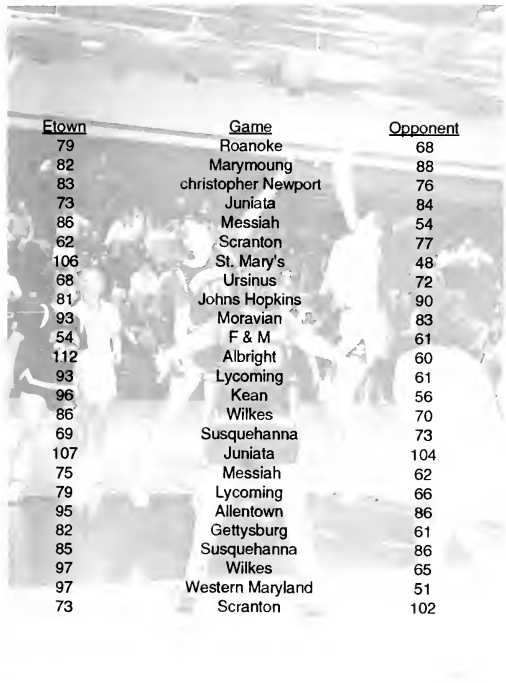 Etown Game Opponent
79 Roanoke 68
82 Marymoung 88
83 christopher Newport 76
73 Juniata 84
86 Messiah 54
62 Scranton 77
106 St. Mary's 48
68 Ursinus 72
81 Johns Hopkins 90
93 Moravian 83
54 F & M 61
112 Albright 60
93 Lycoming 61
96 Kean 56
86 Wilkes 70
69 Susquehanna 73
107 Juniata 104
75 Messiah 62
79 Lycoming 66
95 Allentown 86
82 Gettysburg 61
85 Susquehanna 86
97 Wilkes 65
97 Western Maryland 51
73 Scranton 102